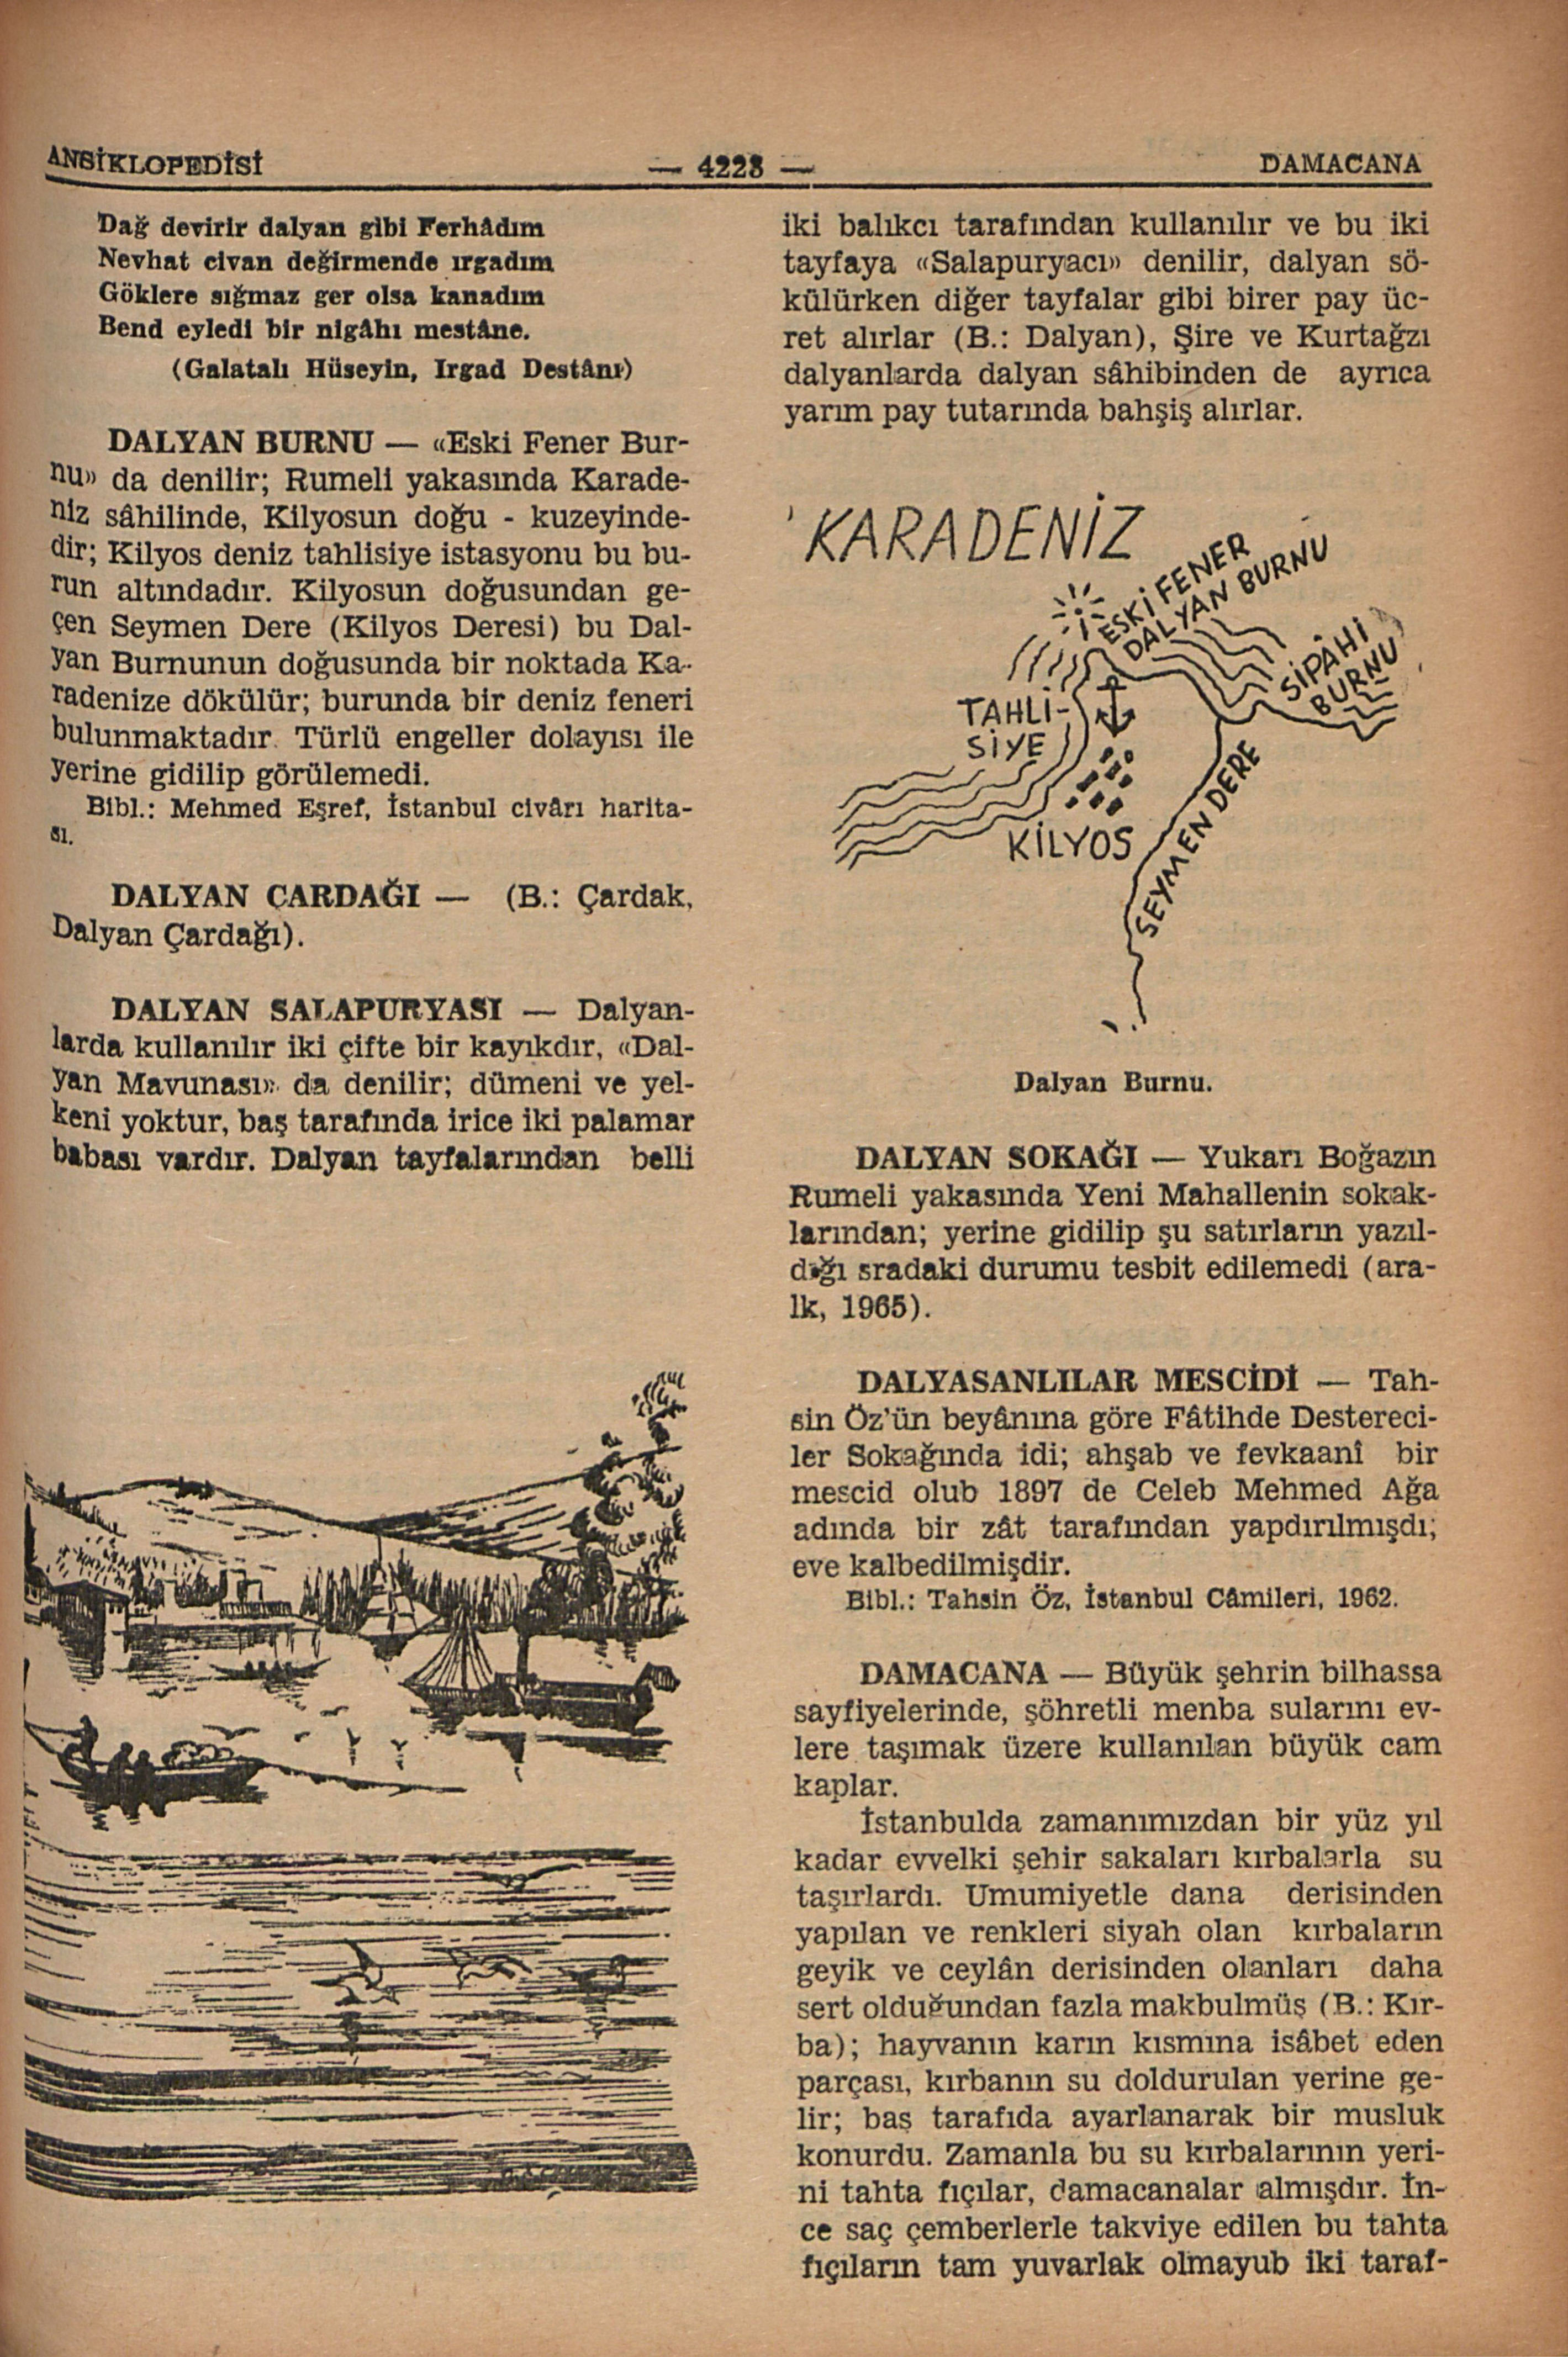 ANSİKLOPEDİSİ — 4223 — DAMACANA
Dağ devirir dalyan gibi Ferhâdım
Nevhat civan değirmende ırgadım
Göklere sığmaz ger olsa kanadım
Bend eyledi bir nigâhı mestâne.
(Galatalı Hüseyin, Irgad Destânı)
DALYAN BURNU — «Eski Fener Bur-
nu» da denilir; Rumeli yakasında Karade-
niz sâhilinde, Kilyosun doğu - kuzeyinde-
dir; Kilyos deniz tahlisiye istasyonu bu bu-
run altındadır. Kilyosun doğusundan ge-
çen Seymen Dere (Kilyos Deresi) bu Dal-
yan Burnunun doğusunda bir noktada Ka-
radenize dökülür; burunda bir deniz feneri
bulunmaktadır. Türlü engeller dolayısı ile
yerine gidilip görülemedi.
Bibl.: Mehmed Eşref, İstanbul civârı harita-
sı.
DALYAN ÇARDAĞI — (B.: Çardak,
Dalyan Çardağı).
DALYAN SALAPURYASI — Dalyan-
larda kullanılır iki çifte bir kayıkdır, «Dal-
yan Mavunası» da denilir; dümeni ve yel-
keni yoktur, baş tarafında irice iki palamar
babası vardır. Dalyan tayfalarından belli
iki balıkcı tarafından kullanılır ve bu iki
tayfaya «Salapuryacı» denilir, dalyan sö-
külürken diğer tayfalar gibi birer pay üc-
ret alırlar (B.: Dalyan), Şire ve Kurtağzı
dalyanlarda dalyan sâhibinden de ayrıca
yarım pay tutarında bahşiş alırlar.
KARADENİZ
ESKİ FENER
DALYAN BURNU
SİPÂHİ
BURNU
TAHLİ-
SİYE
KİLYOS
SEYMEN DERE
Dalyan Burnu.
DALYAN SOKAĞI — Yukarı Boğazın
Rumeli yakasında Yeni Mahallenin sokak-
larından; yerine gidilip şu satırların yazıl-
dığı sradaki durumu tesbit edilemedi (ara-
lk, 1965).
DALYASANLILAR MESCİDİ — Tah-
sin Öz'ün beyânına göre Fâtihde Destereci-
ler Sokağında idi; ahşab ve fevkaanî bir
mescid olub 1897 de Celeb Mehmed Ağa
adında bir zât tarafından yapdırılmışdı;
eve kalbedilmişdir.
Bibl.: Tahsin Öz, İstanbul Câmileri, 1962.
DAMACANA — Büyük şehrin bilhassa
sayfiyelerinde, şöhretli menba sularını ev-
lere taşımak üzere kullanılan büyük cam
kaplar.
İstanbulda zamanımızdan bir yüz yıl
kadar evvelki şehir sakaları kırbalarla su
taşırlardı. Umumiyetle dana derisinden
yapılan ve renkleri siyah olan kırbaların
geyik ve ceylân derisinden olanları daha
sert olduğundan fazla makbulmüş (B.: Kır-
ba); hayvanın karın kısmına isâbet eden
parçası, kırbanın su doldurulan yerine ge-
lir; baş tarafıda ayarlanarak bir musluk
konurdu. Zamanla bu su kırbalarının yeri-
ni tahta fıçılar, damacanalar almışdır. İn-
ce saç çemberlerle takviye edilen bu tahta
fıçıların tam yuvarlak olmayub iki taraf-